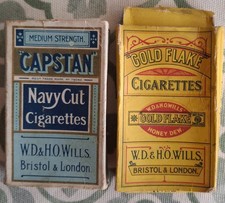 MEDIUM STRENGTH
"CAPSTAN"
Navy Cut
Cigarettes
W.D.& H.O. WILLS.
Bristol & London
GOLD FLAKE
CIGARETTES
W.D.& H.O. WILLS'
GOLD FLAKE
HONEY DEW
W.D.& H.O. WILLS.
BRISTOL & LONDON.